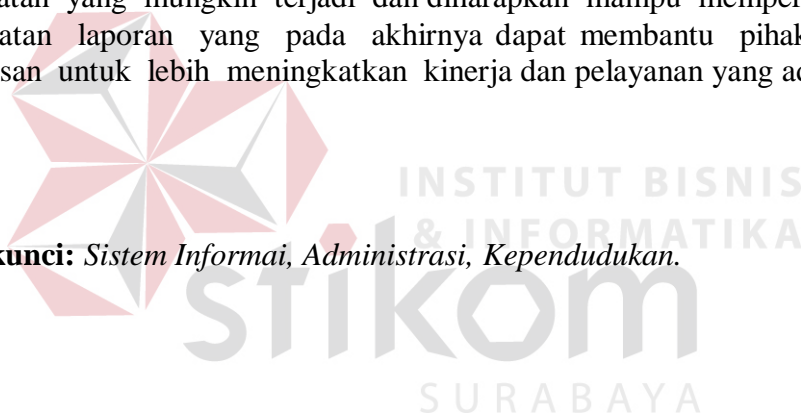 atan yang mungkin terjadi dan diharapkan mampu memper
atan laporan yang pada akhirnya dapat membantu pihak
san untuk lebih meningkatkan kinerja dan pelayanan yang ad
INSTITUT BISNIS
& INFORMATIKA
kunci: Sistem Informai, Administrasi, Kependudukan.
stikom
SURABAYA